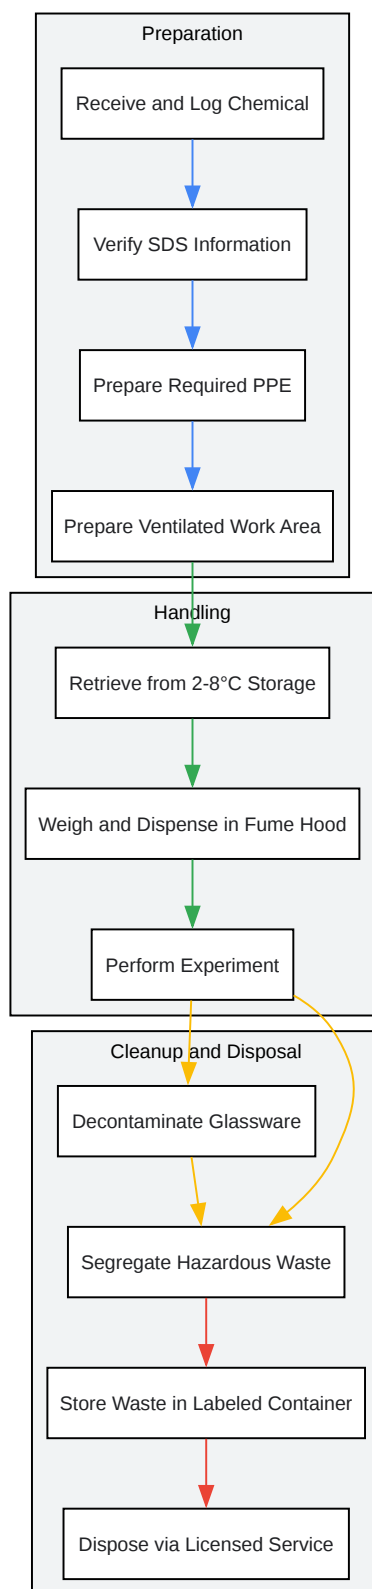 Preparation
Receive and Log Chemical
Verify SDS Information
Prepare Required PPE
Prepare Ventilated Work Area
Handling
Retrieve from 2-8°C Storage
Weigh and Dispense in Fume Hood
Perform Experiment
Cleanup and Disposal
Decontaminate Glassware
Segregate Hazardous Waste
Store Waste in Labeled Container
Dispose via Licensed Service